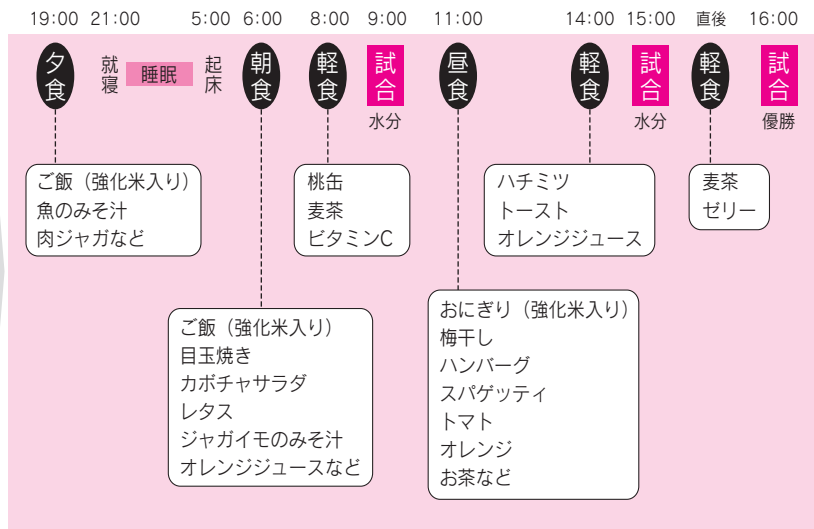 19:00 21:00 5:00 6:00 8:00 9:00 11:00 14:00 15:00 直後 16:00
夕食 就寝 睡眠 起床 朝食 軽食 試合 昼食 軽食 試合 軽食 試合
水分 水分 優勝
ご飯（強化米入り）
魚のみそ汁
肉ジャガなど
桃缶
麦茶
ビタミンC
ハチミツ
トースト
オレンジジュース
麦茶
ゼリー
ご飯（強化米入り）
目玉焼き
カボチャサラダ
レタス
ジャガイモのみそ汁
オレンジジュースなど
おにぎり（強化米入り）
梅干し
ハンバーグ
スパゲッティ
トマト
オレンジ
お茶など